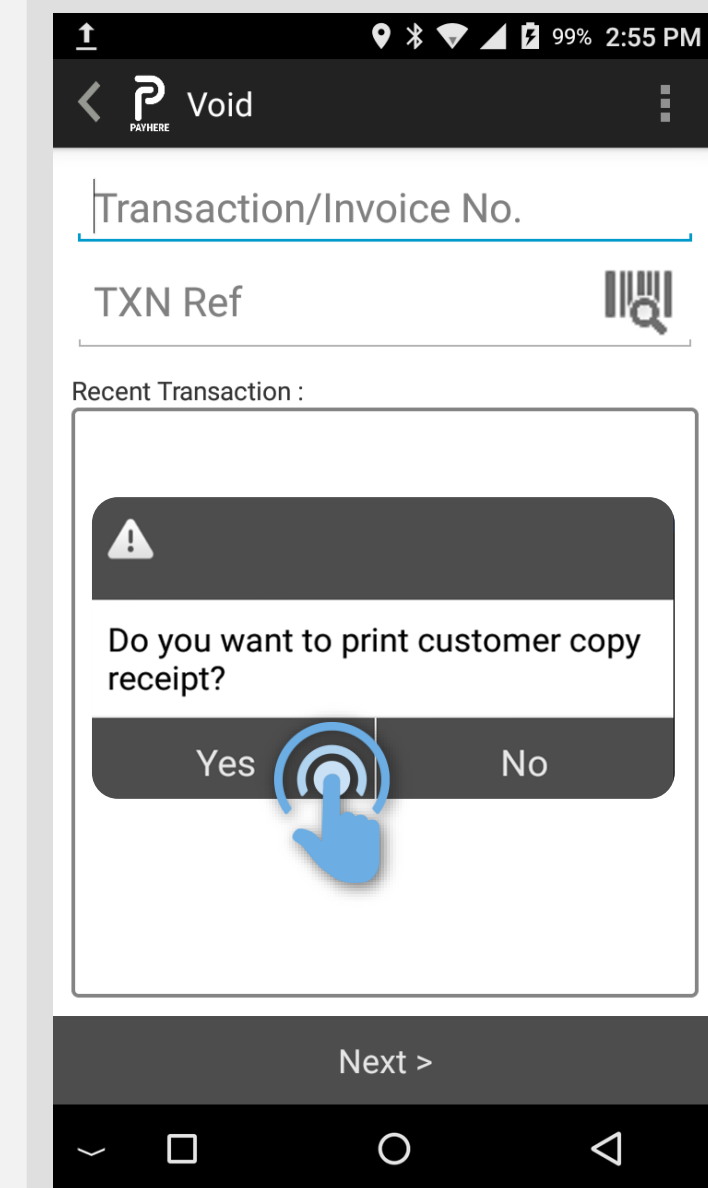 99% 2:55 PM
PAYHERE
Void
Transaction/Invoice No.
TXN Ref
Recent Transaction :
Do you want to print customer copy
receipt?
Yes
No
Next >